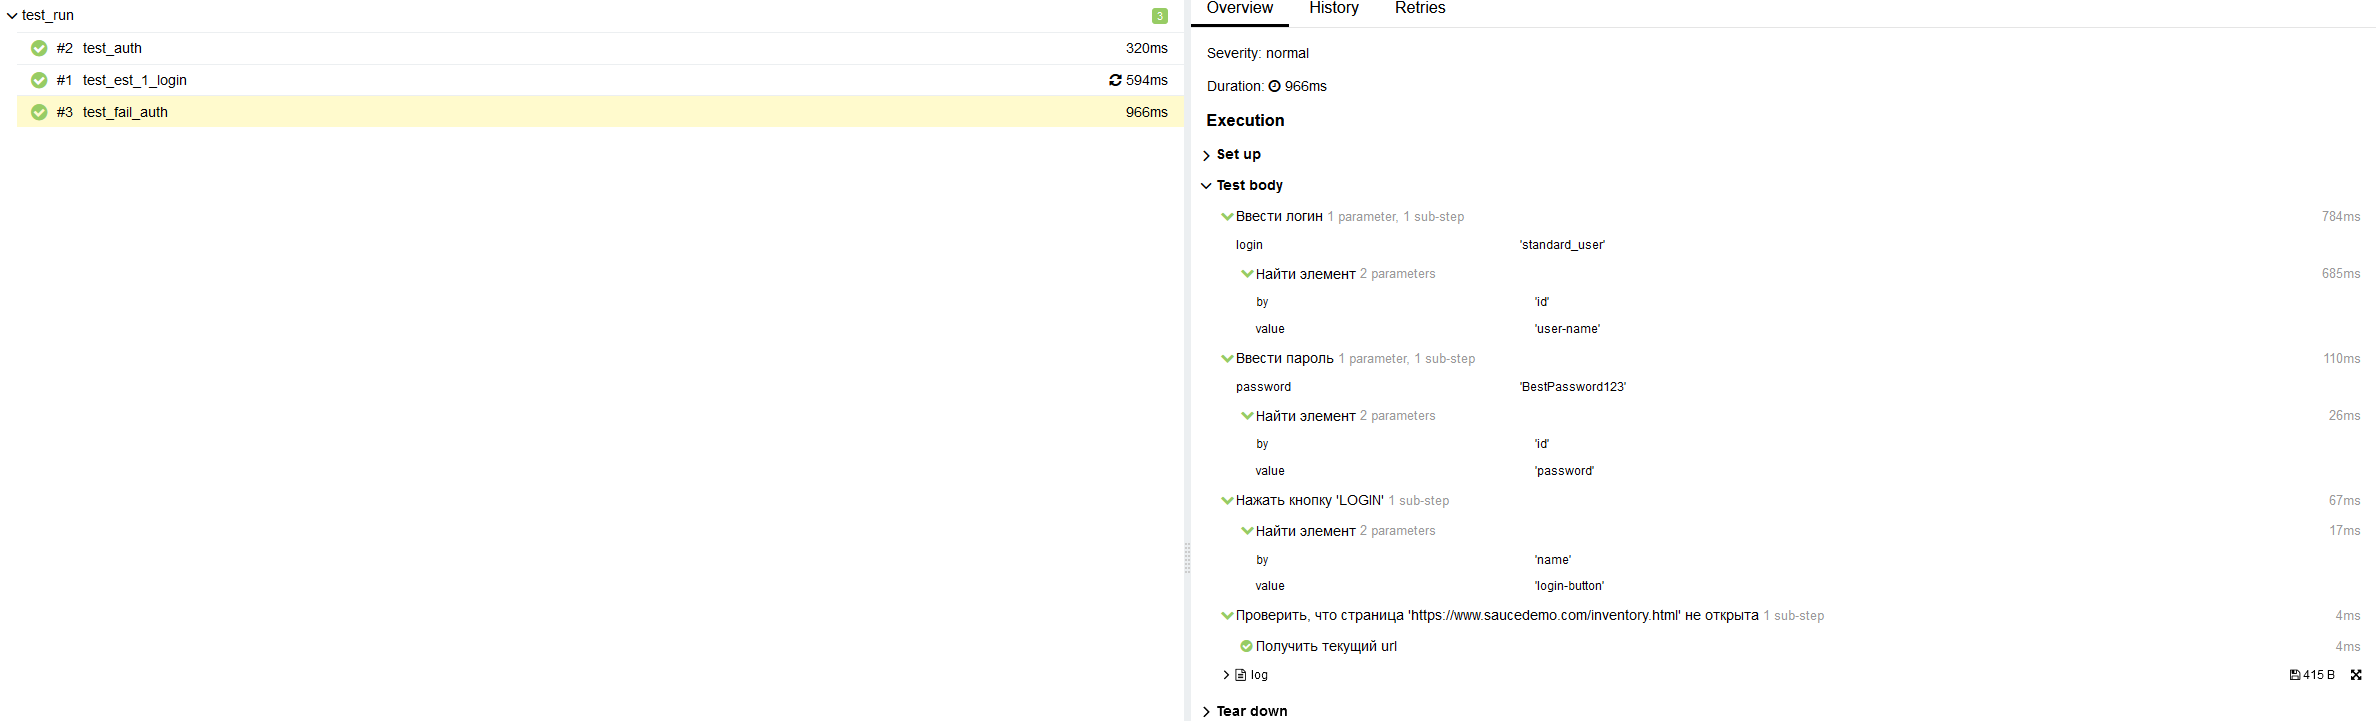 test_run 3
#2 test_auth 320ms
#1 test_est_1_login 594ms
#3 test_fail_auth 966ms
Overview History Retries
Severity: normal
Duration: 966ms
Execution
Set up
Test body
Ввести логин 1 parameter, 1 sub-step 784ms
login 'standard_user'
Найти элемент 2 parameters 685ms
by 'id'
value 'user-name'
Ввести пароль 1 parameter, 1 sub-step 110ms
password 'BestPassword123'
Найти элемент 2 parameters 26ms
by 'id'
value 'password'
Нажать кнопку 'LOGIN' 1 sub-step 67ms
Найти элемент 2 parameters 17ms
by 'name'
value 'login-button'
Проверить, что страница 'https://www.saucedemo.com/inventory.html' не открыта 1 sub-step 4ms
Получить текущий url 4ms
log 415 B
Tear down